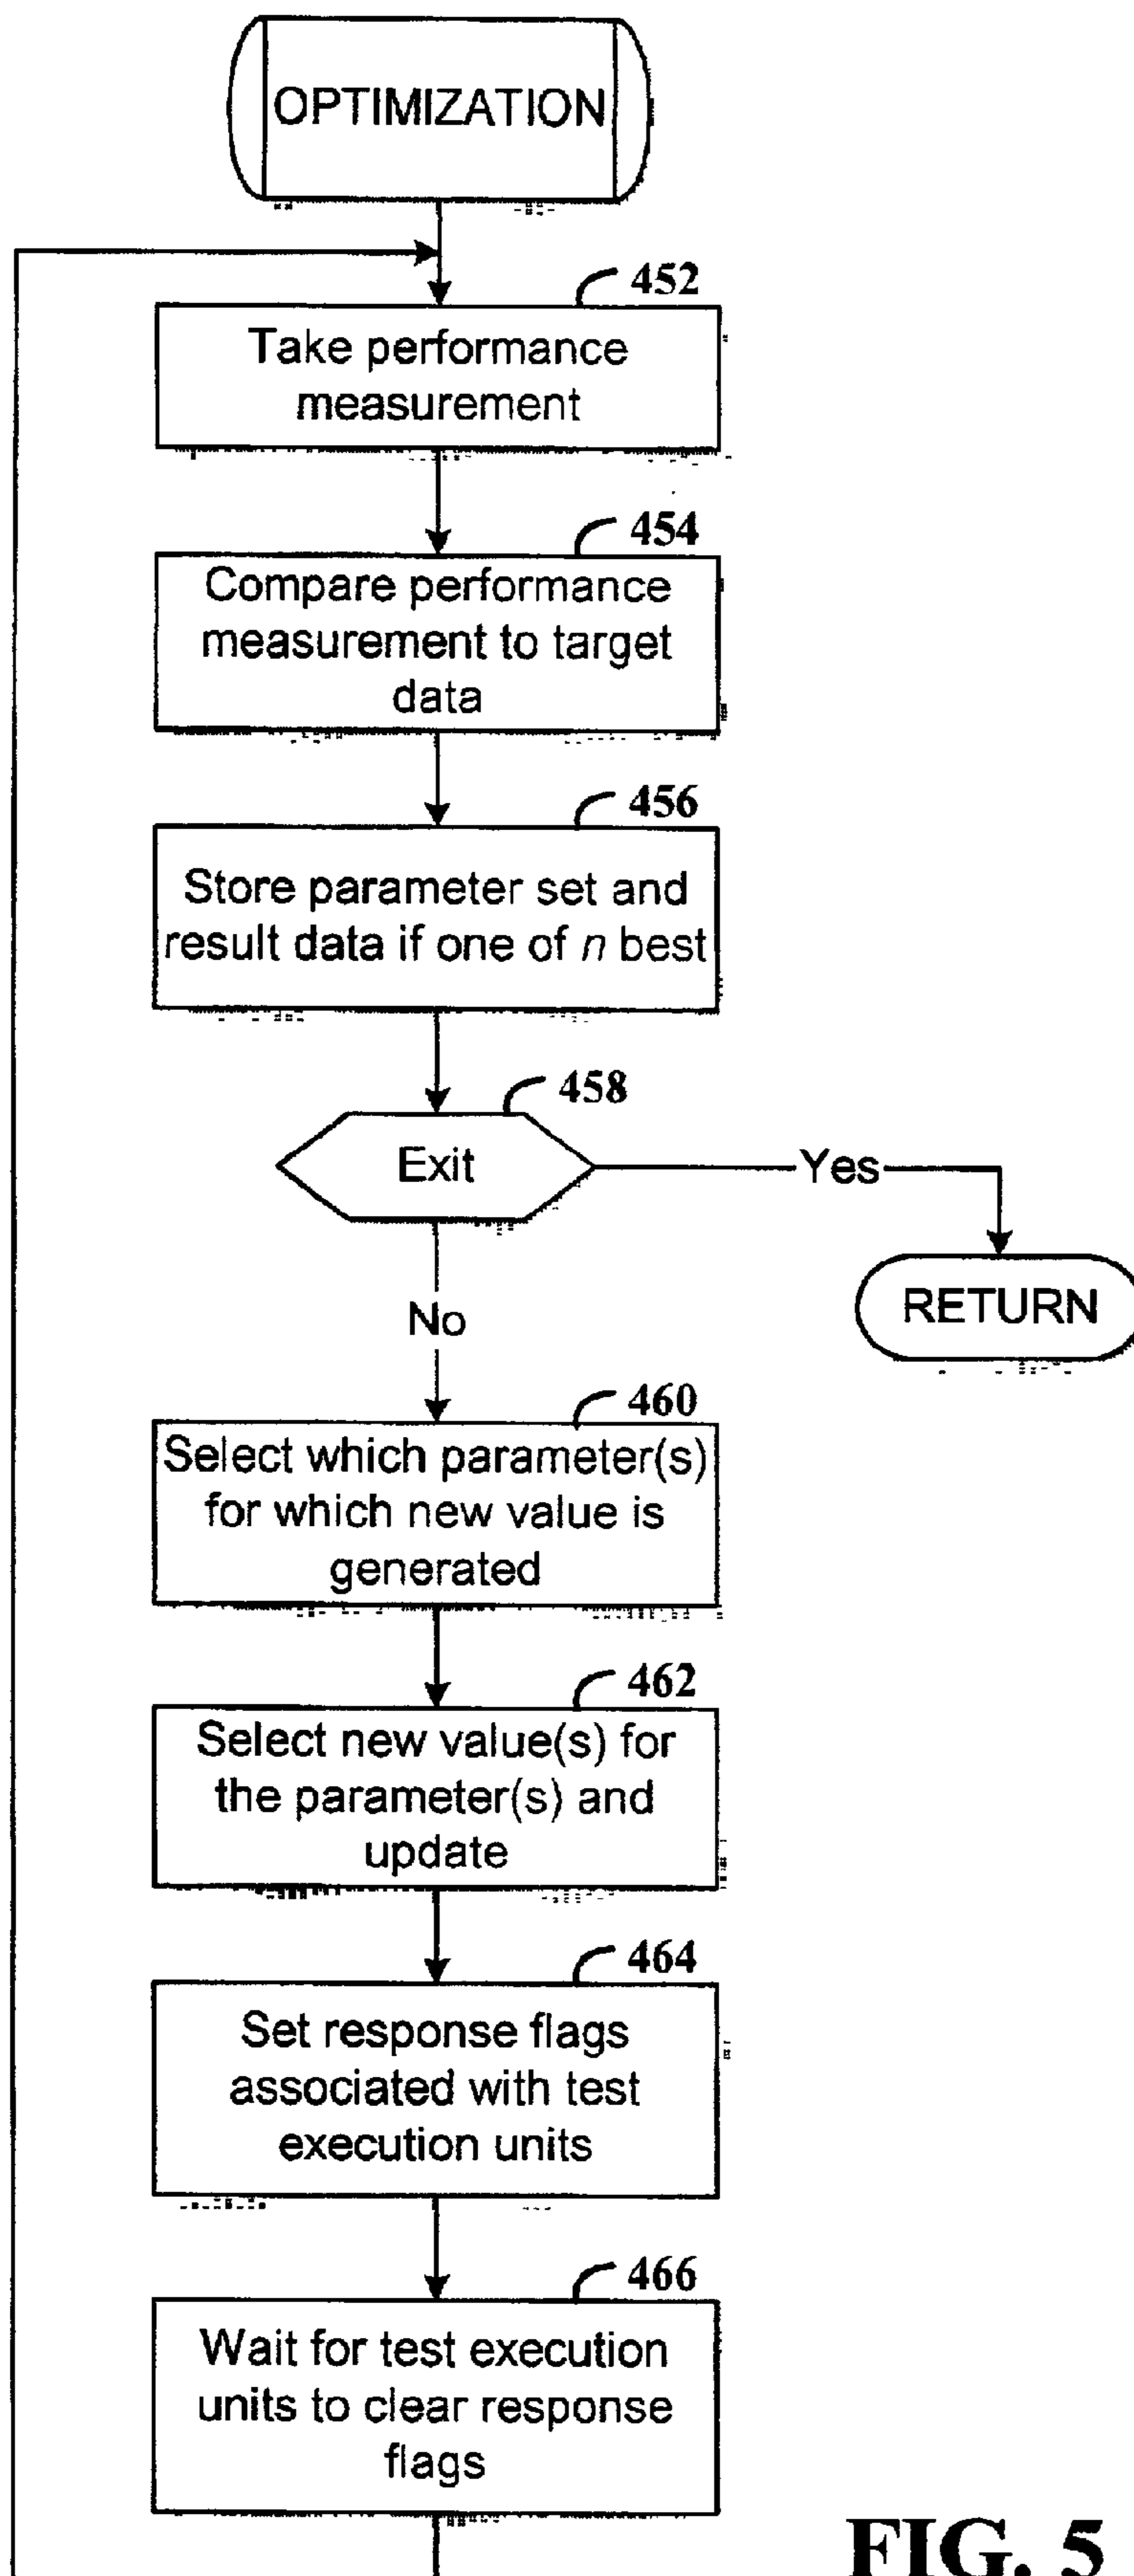 OPTIMIZATION
452
Take performance
measurement
454
Compare performance
measurement to target
data
456
Store parameter set and
result data if one of n best
458
Exit
Yes
RETURN
No
460
Select which parameter(s)
for which new value is
generated
462
Select new value(s) for
the parameter(s) and
update
464
Set response flags
associated with test
execution units
466
Wait for test execution
units to clear response
flags
FIG. 5